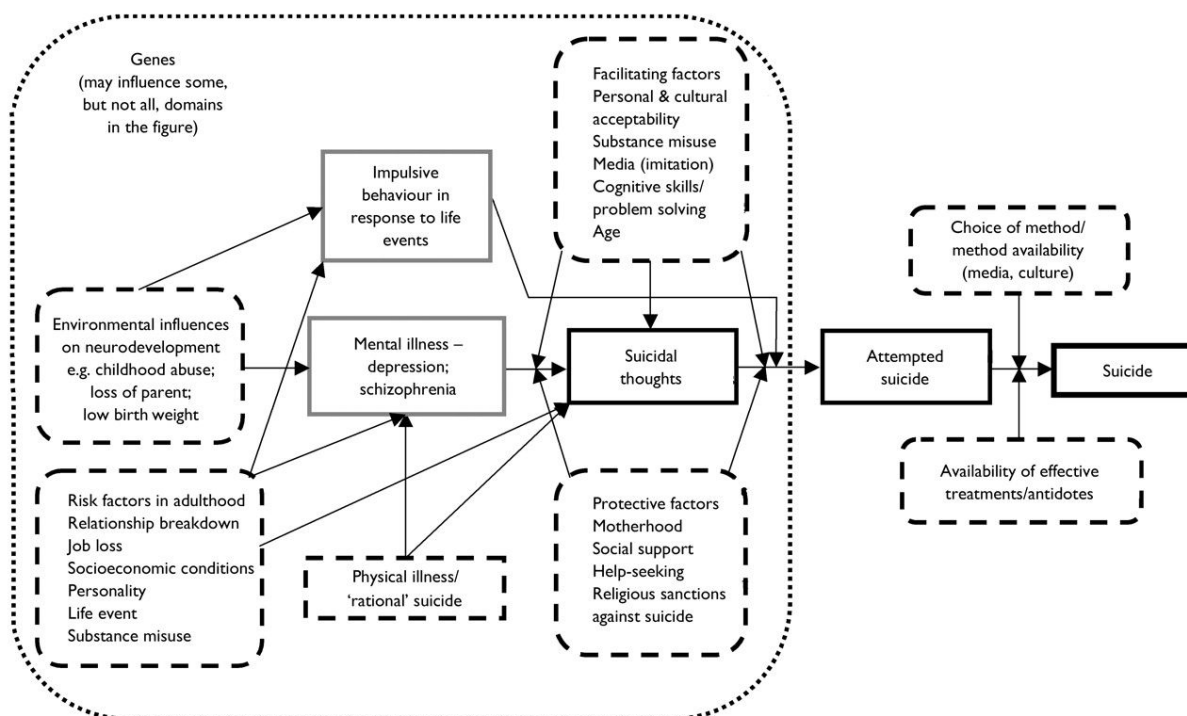 Genes
(may influence some,
but not all, domains
in the figure)
Facilitating factors
Personal & cultural
acceptability
Substance misuse
Media (imitation)
Cognitive skills/
problem solving
Age
Impulsive
behaviour in
response to life
events
Choice of method/
method availability
(media, culture)
Environmental influences
on neurodevelopment
e.g. childhood abuse;
loss of parent;
low birth weight
Mental illness –
depression;
schizophrenia
Suicidal
thoughts
Attempted
suicide
Suicide
Risk factors in adulthood
Relationship breakdown
Job loss
Socioeconomic conditions
Personality
Life event
Substance misuse
Physical illness/
‘rational’ suicide
Protective factors
Motherhood
Social support
Help-seeking
Religious sanctions
against suicide
Availability of effective
treatments/antidotes